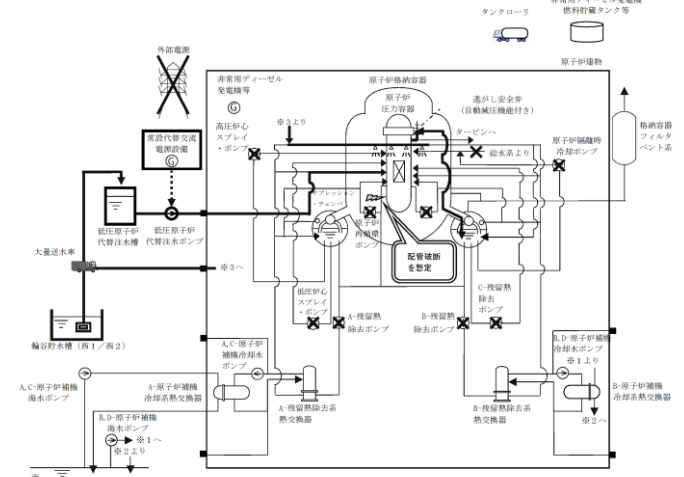 タンクローリ
非常用ディーゼル発電機
燃料貯蔵タンク等
外部電源
原子炉建物
非常用ディーゼル
発電機等
G
原子炉格納容器
原子炉
圧力容器
逃がし安全弁
(自動減圧機能付き)
※3より
タービンへ
給水系より
高圧炉心
スプレイ
・ポンプ
原子炉隔離時
冷却ポンプ
格納容器
フィルタ
ベント系
常設代替交流
電源設備
G
サプレッション
・チェンバ
低圧原子炉
代替注水槽
低圧原子炉
代替注水ポンプ
原子炉
再循環
ポンプ
配管破断
を想定
大量送水車
※3へ
低圧炉心
スプレイ
・ポンプ
A-残留熱
除去ポンプ
B-残留熱
除去ポンプ
C-残留熱
除去
ポンプ
輪谷貯水槽(西1/西2)
A,C-原子炉
補機冷却水
ポンプ
B,D-原子炉補機
冷却水ポンプ
※1より
A,C-原子炉補機
海水ポンプ
A-原子炉補機
冷却系熱交換器
B-原子炉補機
冷却系熱交換器
A-残留熱除去系
熱交換器
B-残留熱除去系
熱交換器
B,D-原子炉補機
海水ポンプ
※1へ
※2より
※2へ
海